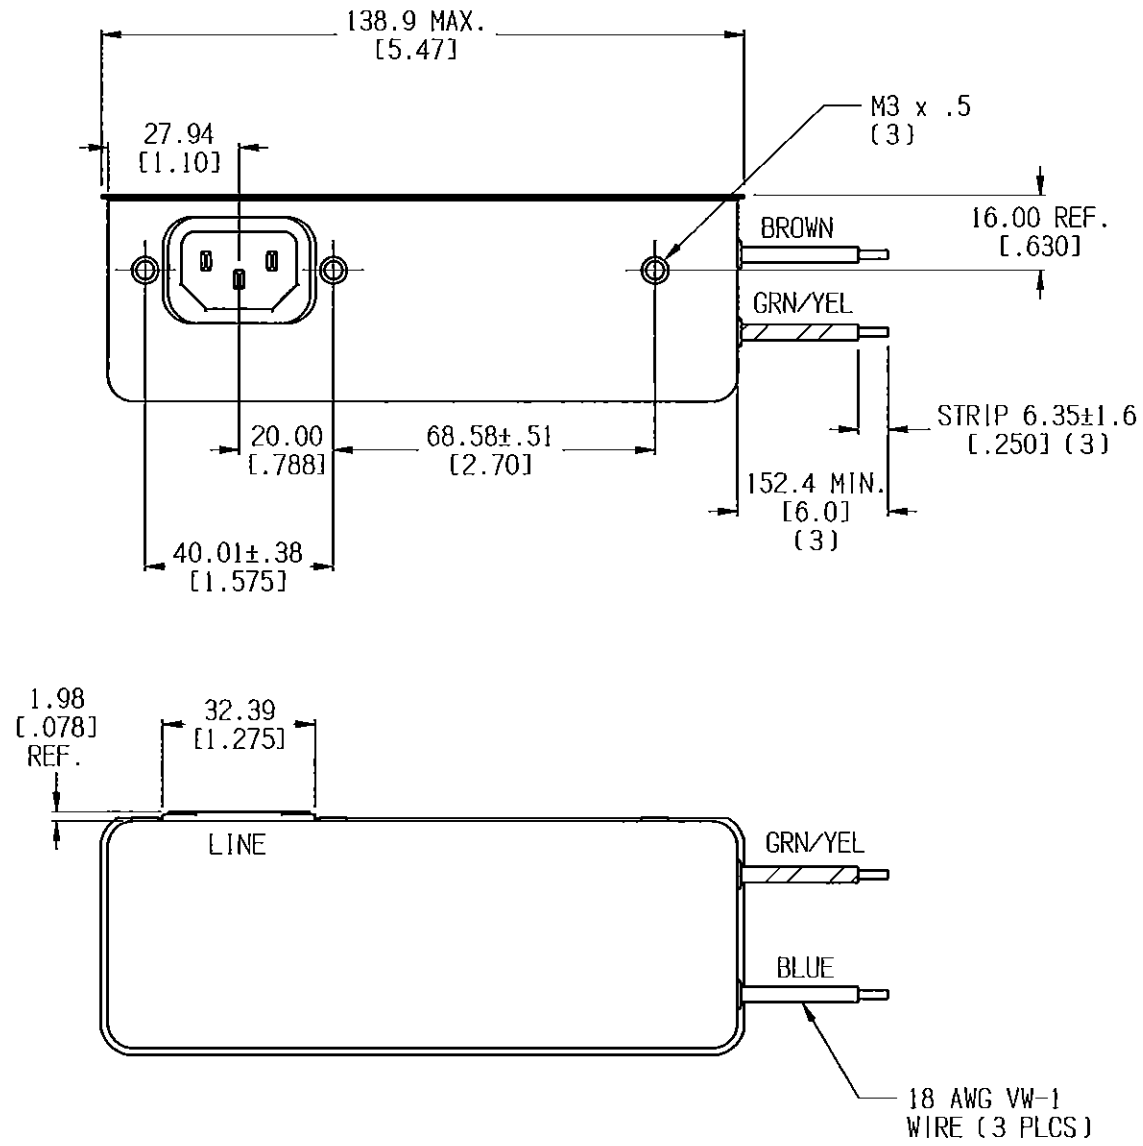 138.9 MAX.
[5.47]
27.94
[1.10]
M3 x .5
(3)
16.00 REF.
[.630]
BROWN
GRN/YEL
STRIP 6.35±1.6
[.250] (3)
20.00
[.788]
68.58±.51
[2.70]
152.4 MIN.
[6.0]
(3)
40.01±.38
[1.575]
1.98
[.078]
REF.
32.39
[1.275]
LINE
GRN/YEL
BLUE
18 AWG VW-1
WIRE (3 PLCS)